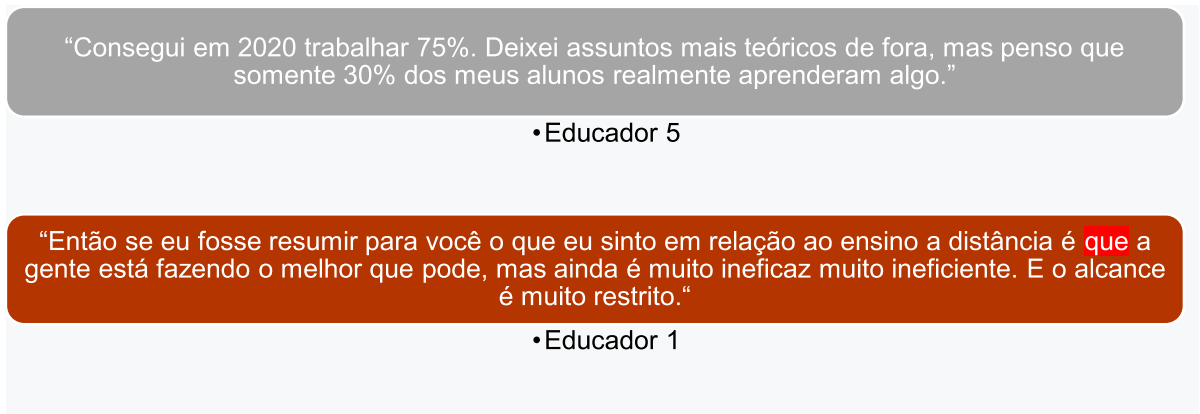 “Consegui em 2020 trabalhar 75%. Deixei assuntos mais teóricos de fora, mas penso que
somente 30% dos meus alunos realmente aprenderam algo.”
•Educador 5
“Então se eu fosse resumir para você o que eu sinto em relação ao ensino a distância é que a
gente está fazendo o melhor que pode, mas ainda é muito ineficaz muito ineficiente. E o alcance
é muito restrito.“
•Educador 1